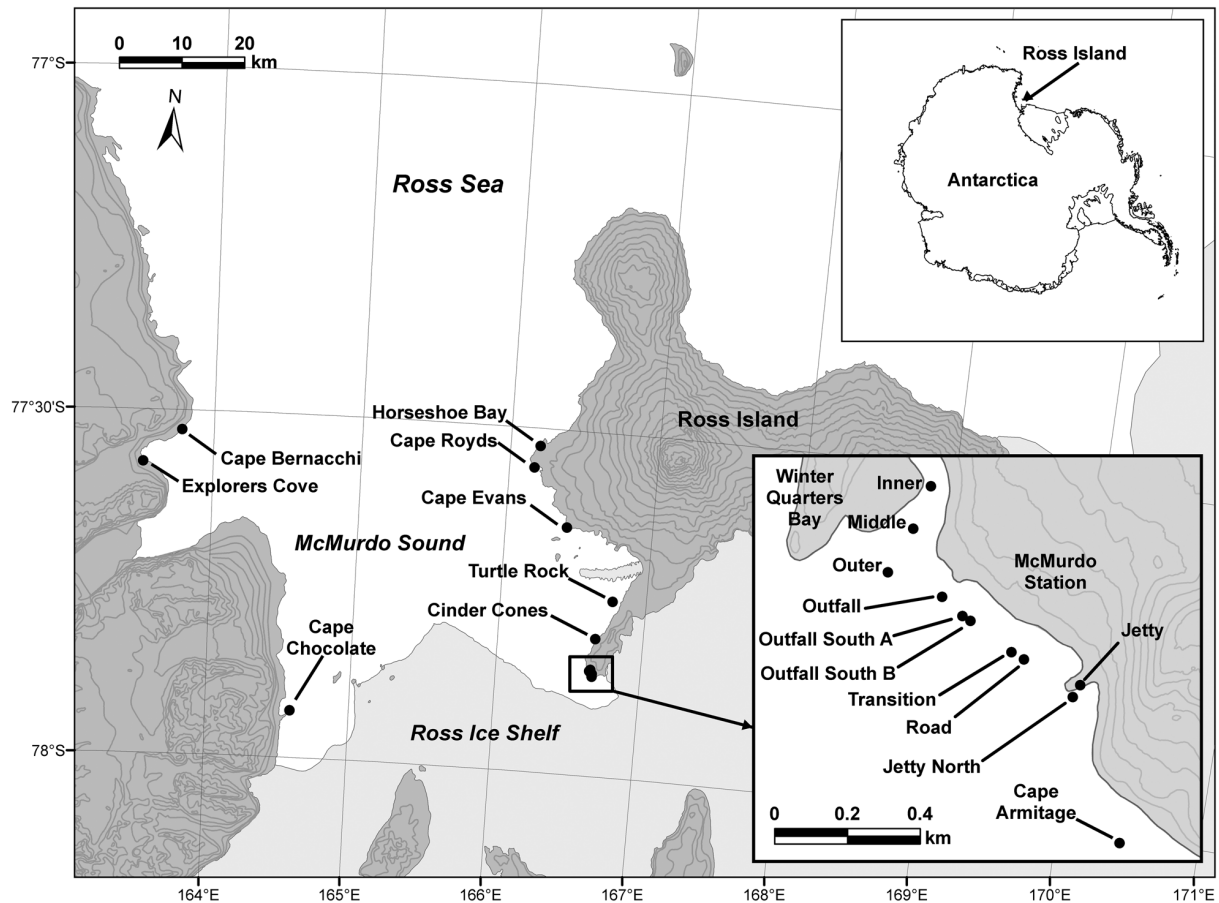 77°S
0 10 20
km
N
Ross Sea
Ross Island
Antarctica
77°30'S
Horseshoe Bay
Cape Royds
Ross Island
Cape Bernacchi
Explorers Cove
Cape Evans
McMurdo Sound
Turtle Rock
Cinder Cones
Cape
Chocolate
Ross Ice Shelf
78°S
Winter
Quarters
Bay
Inner
Middle
Outer
McMurdo
Station
Outfall
Outfall South A
Outfall South B
Jetty
Transition
Road
Jetty North
Cape
Armitage
0 0.2 0.4
km
164°E 165°E 166°E 167°E 168°E 169°E 170°E 171°E